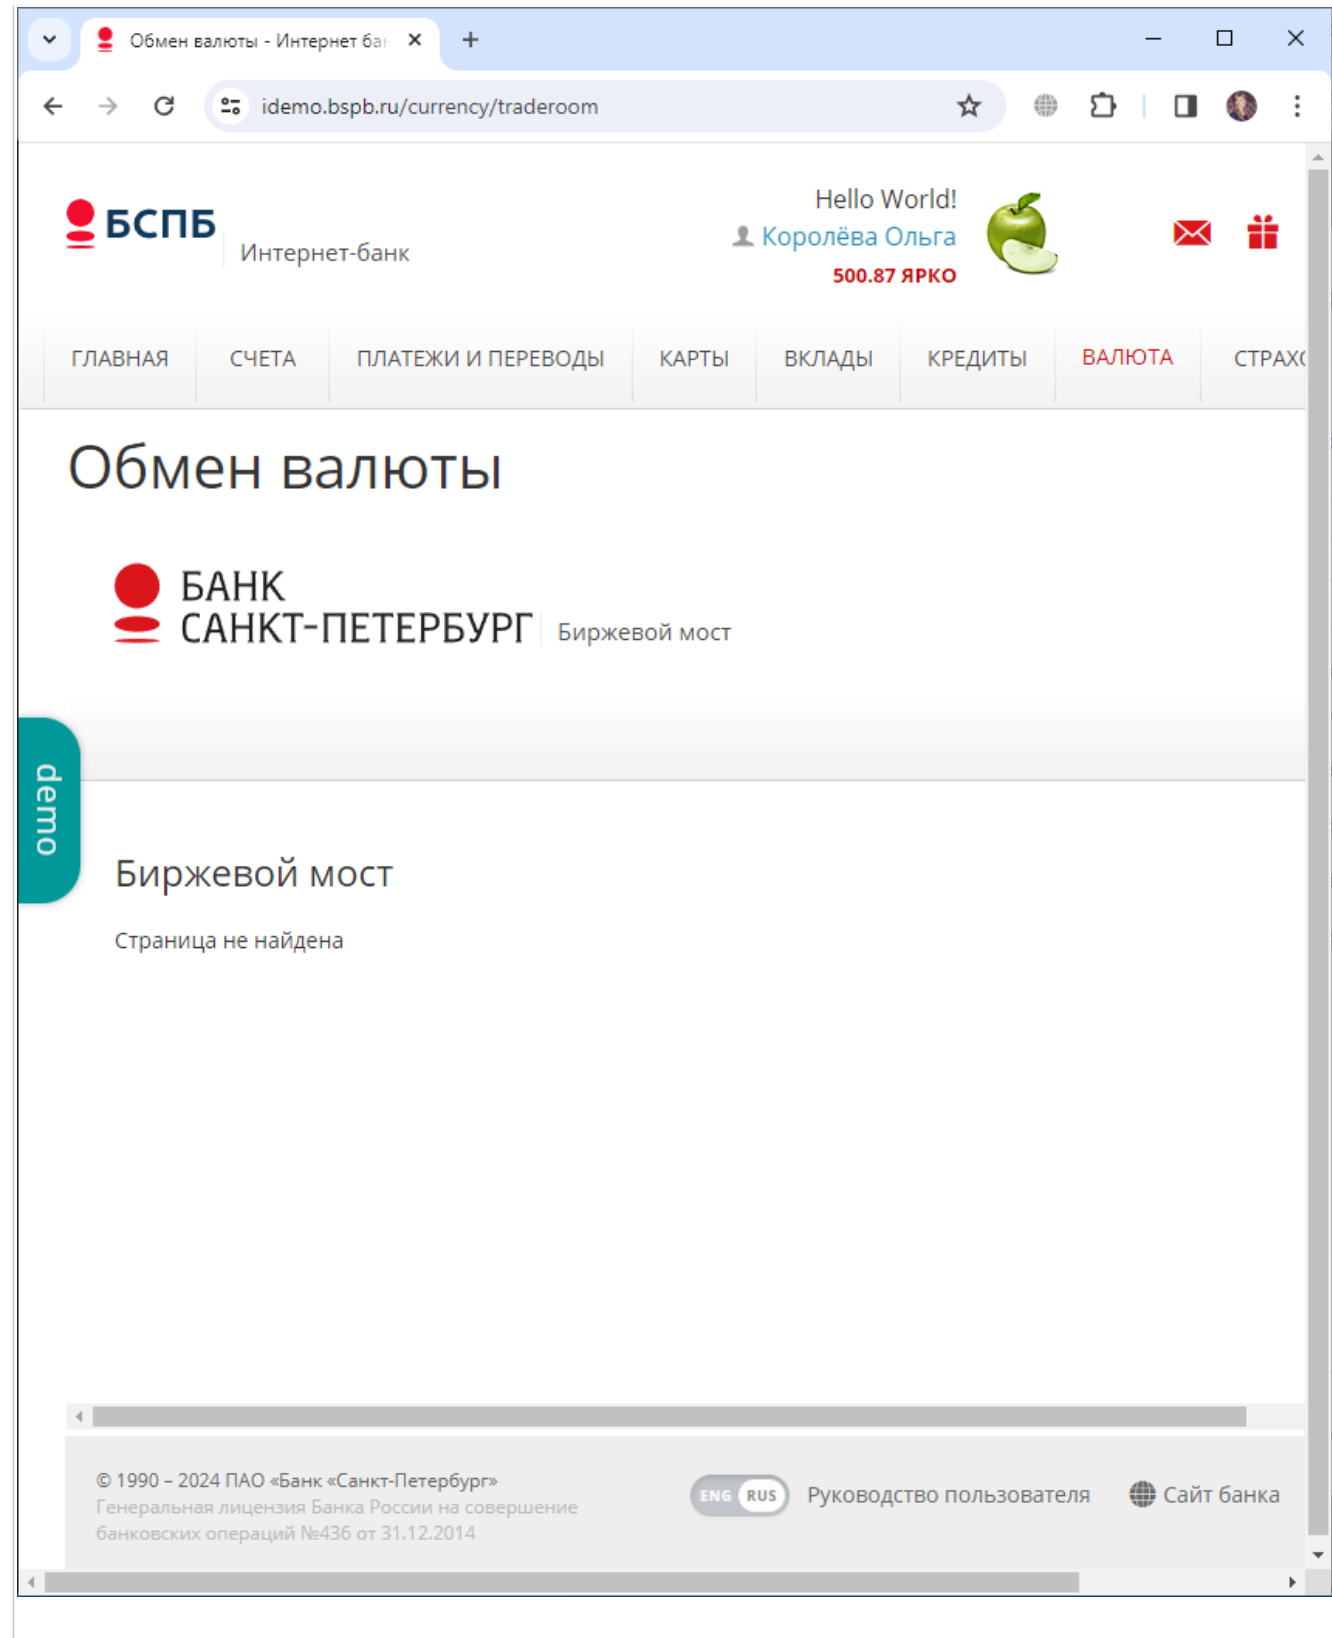 Обмен валюты - Интернет бан
idemo.bspb.ru/currency/traderoom
БСПБ
Интернет-банк
Hello World!
Королёва Ольга
500.87 ЯРКО
ГЛАВНАЯ СЧЕТА ПЛАТЕЖИ И ПЕРЕВОДЫ КАРТЫ ВКЛАДЫ КРЕДИТЫ ВАЛЮТА СТРАХО
Обмен валюты
БАНК
САНКТ-ПЕТЕРБУРГ Биржевой мост
demo
Биржевой мост
Страница не найдена
© 1990 – 2024 ПАО «Банк «Санкт-Петербург»
Генеральная лицензия Банка России на совершение
банковских операций №436 от 31.12.2014
ENG RUS Руководство пользователя Сайт банка